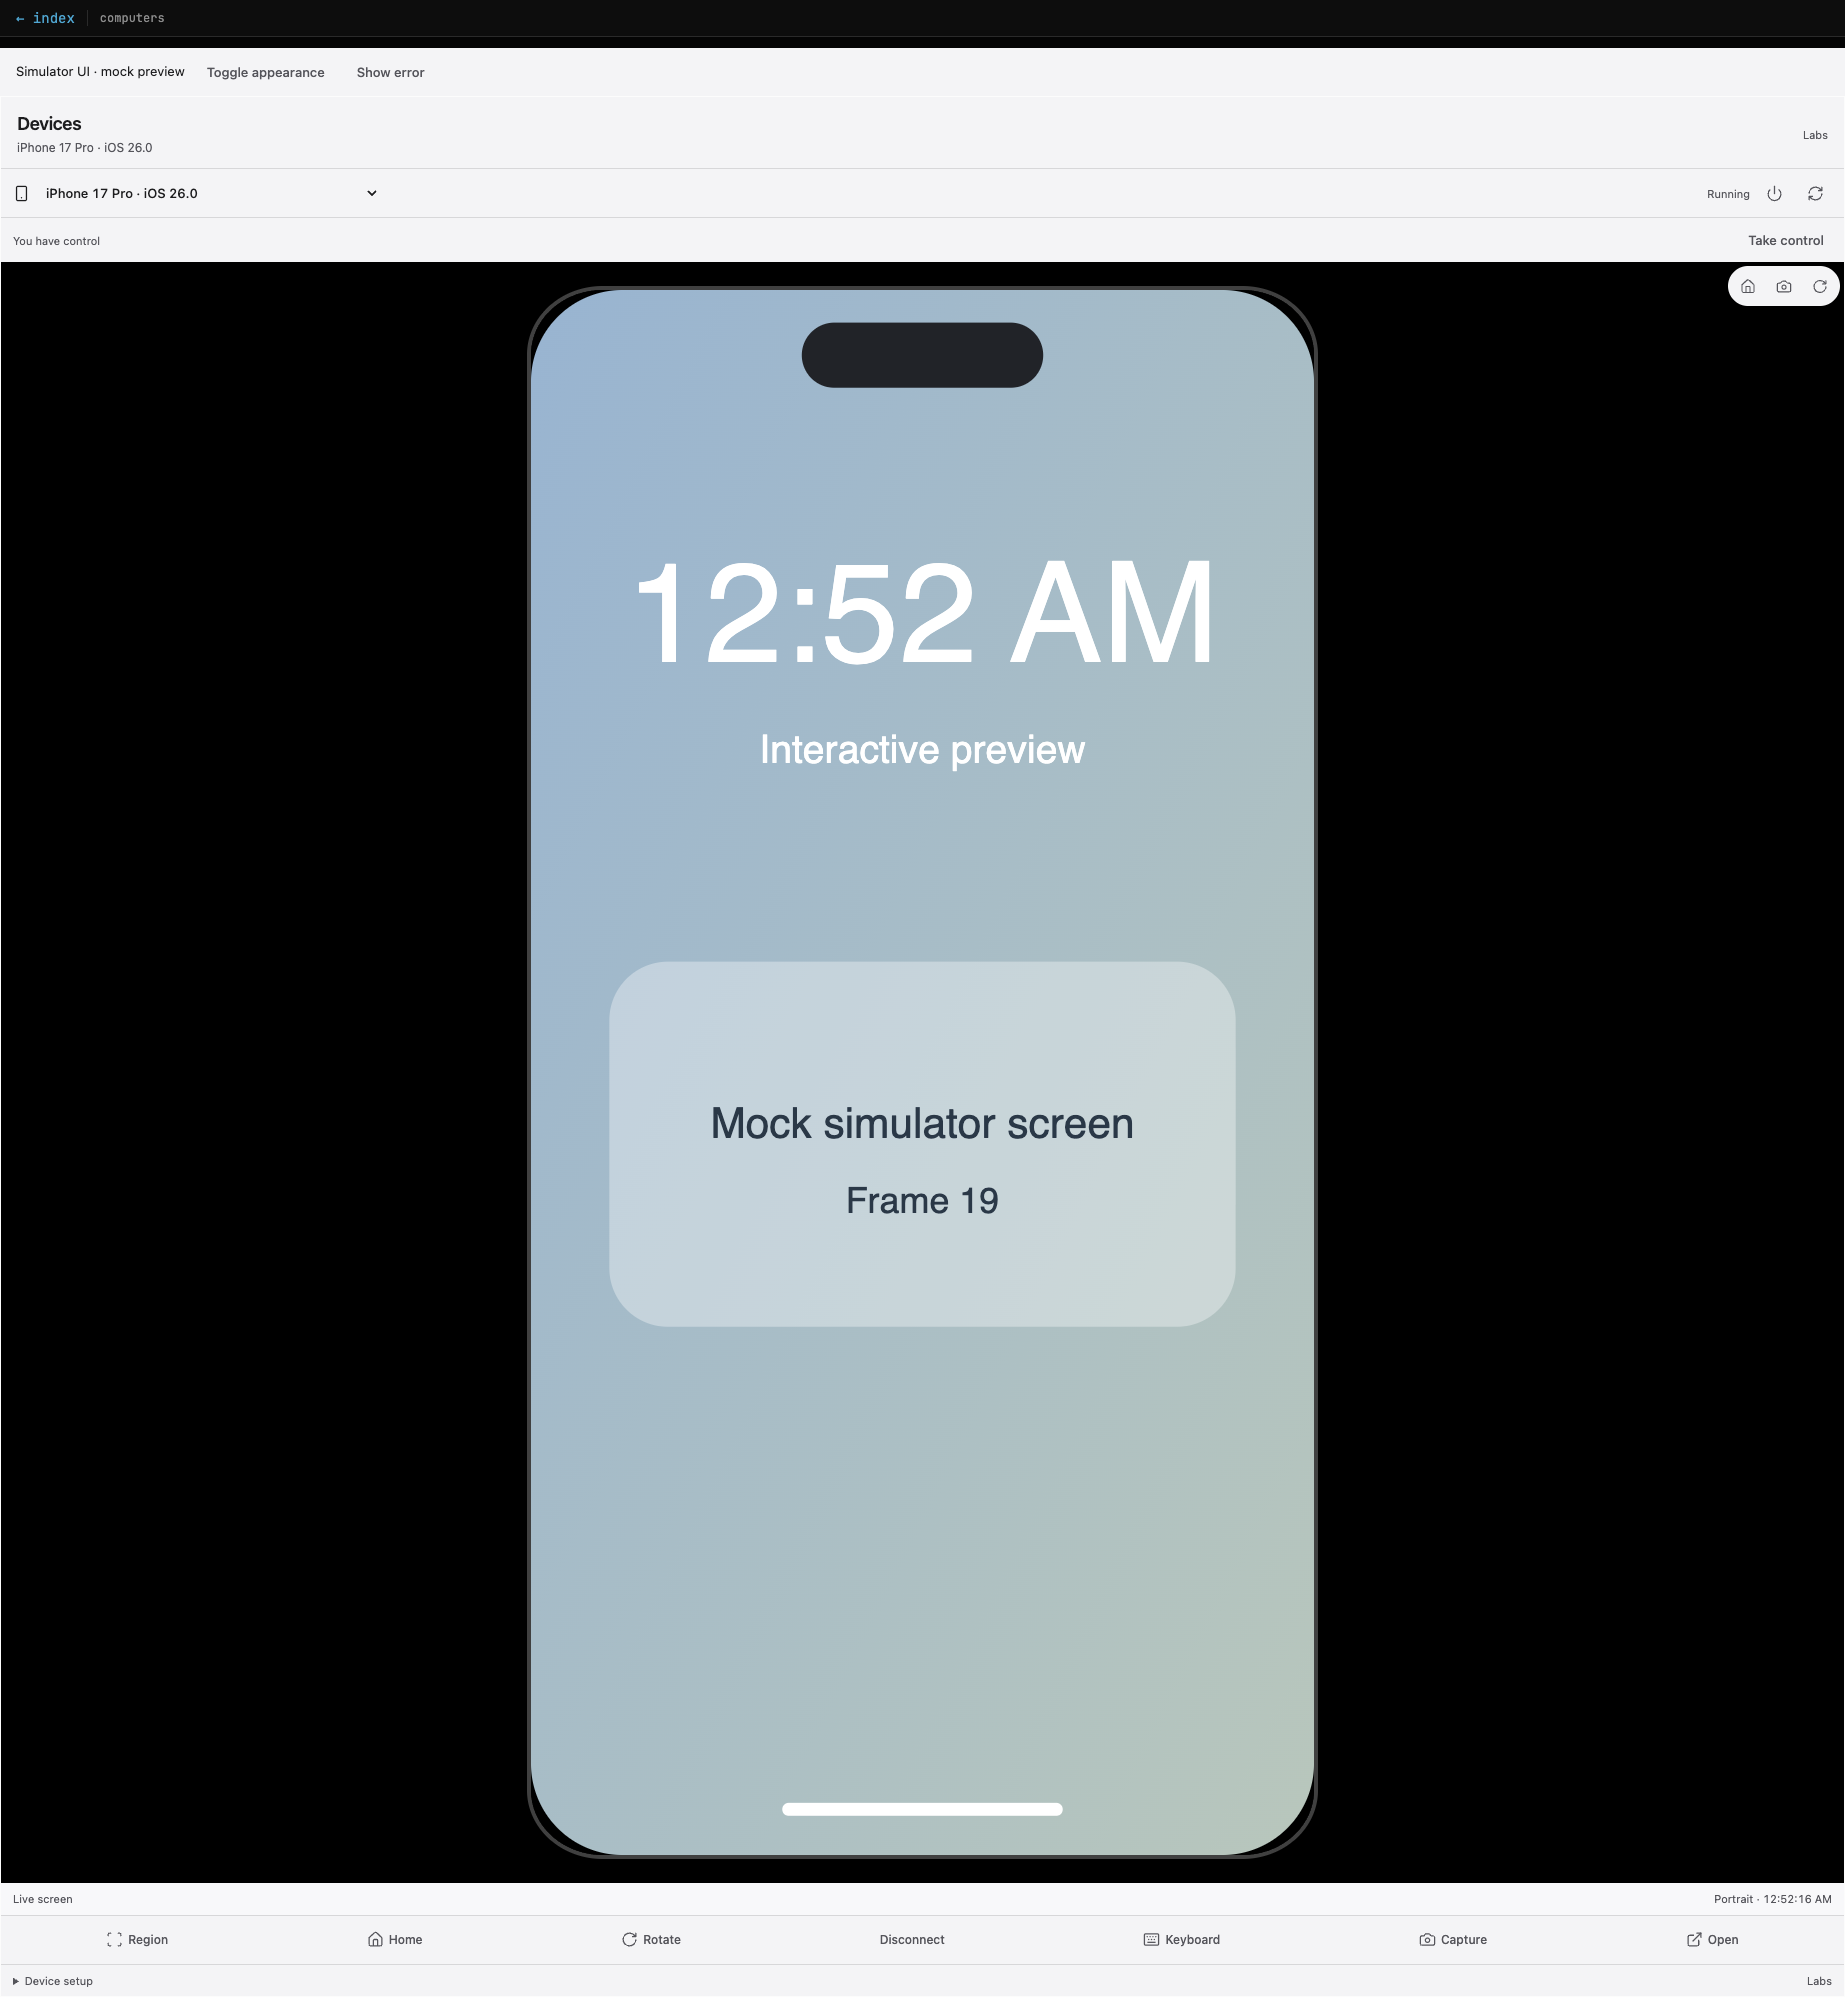 ← index computers
Simulator UI · mock preview Toggle appearance Show error
Devices
iPhone 17 Pro · iOS 26.0
Labs
iPhone 17 Pro · iOS 26.0
Running
You have control
Take control
12:52 AM
Interactive preview
Mock simulator screen
Frame 19
Live screen
Portrait · 12:52:16 AM
Region Home Rotate Disconnect Keyboard Capture Open
Device setup
Labs